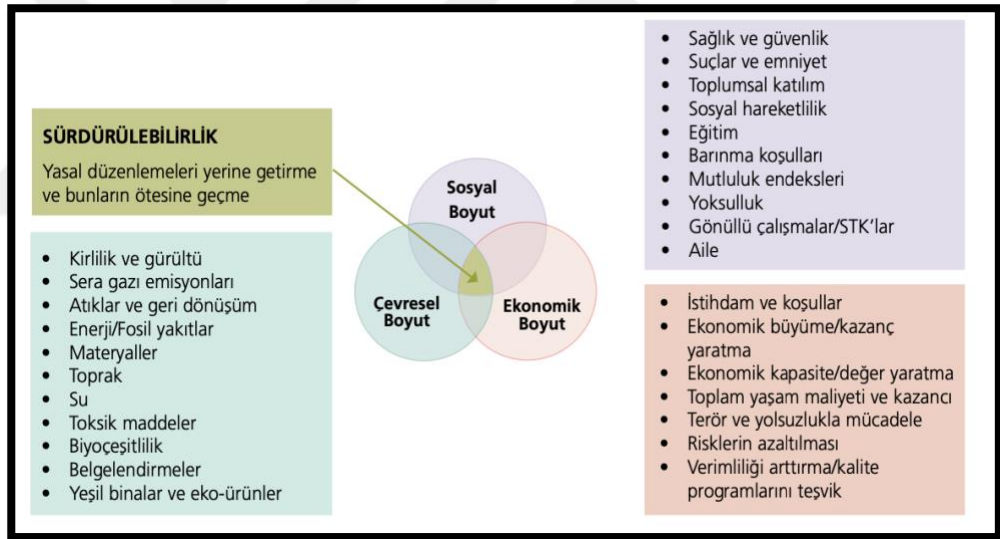 SÜRDÜRÜLEBİLİRLİK
Yasal düzenlemeleri yerine getirme
ve bunların ötesine geçme
• Kirlilik ve gürültü
• Sera gazı emisyonları
• Atıklar ve geri dönüşüm
• Enerji/Fosil yakıtlar
• Materyaller
• Toprak
• Su
• Toksik maddeler
• Biyoçeşitlilik
• Belgelendirmeler
• Yeşil binalar ve eko-ürünler
Sosyal
Boyut
Çevresel
Boyut
Ekonomik
Boyut
• Sağlık ve güvenlik
• Suçlar ve emniyet
• Toplumsal katılım
• Sosyal hareketlilik
• Eğitim
• Barınma koşulları
• Mutluluk endeksleri
• Yoksulluk
• Gönüllü çalışmalar/STK'lar
• Aile
• İstihdam ve koşullar
• Ekonomik büyüme/kazanç
yaratma
• Ekonomik kapasite/değer yaratma
• Toplam yaşam maliyeti ve kazancı
• Terör ve yolsuzlukla mücadele
• Risklerin azaltılması
• Verimliliği arttırma/kalite
programlarını teşvik